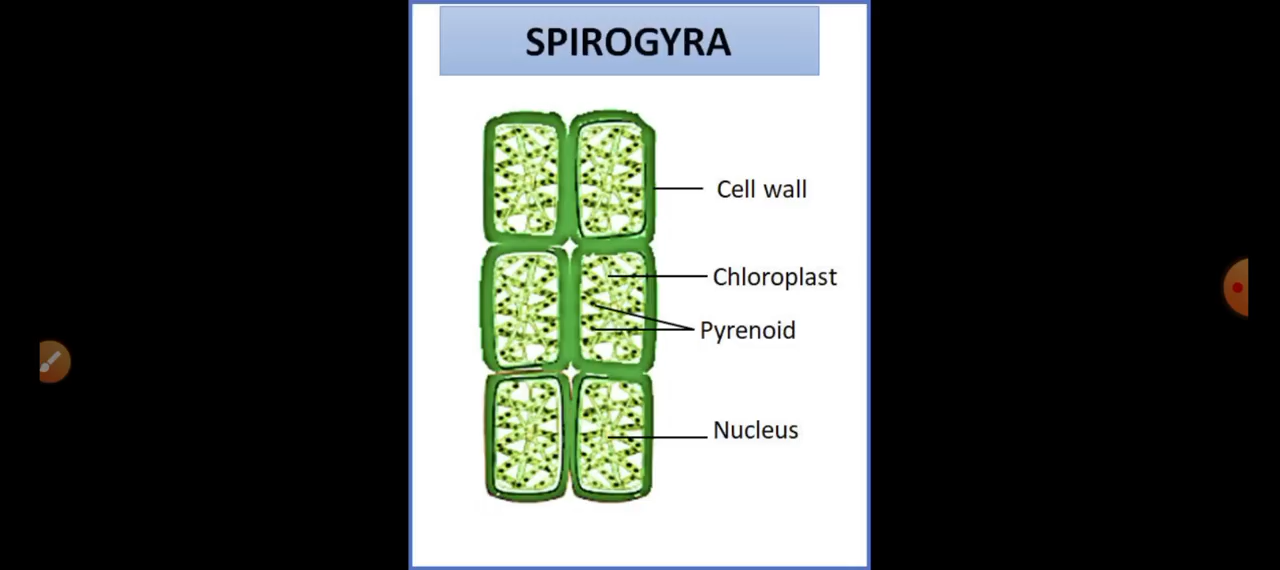 SPIROGYRA
Cell wall
Chloroplast
Pyrenoid
Nucleus